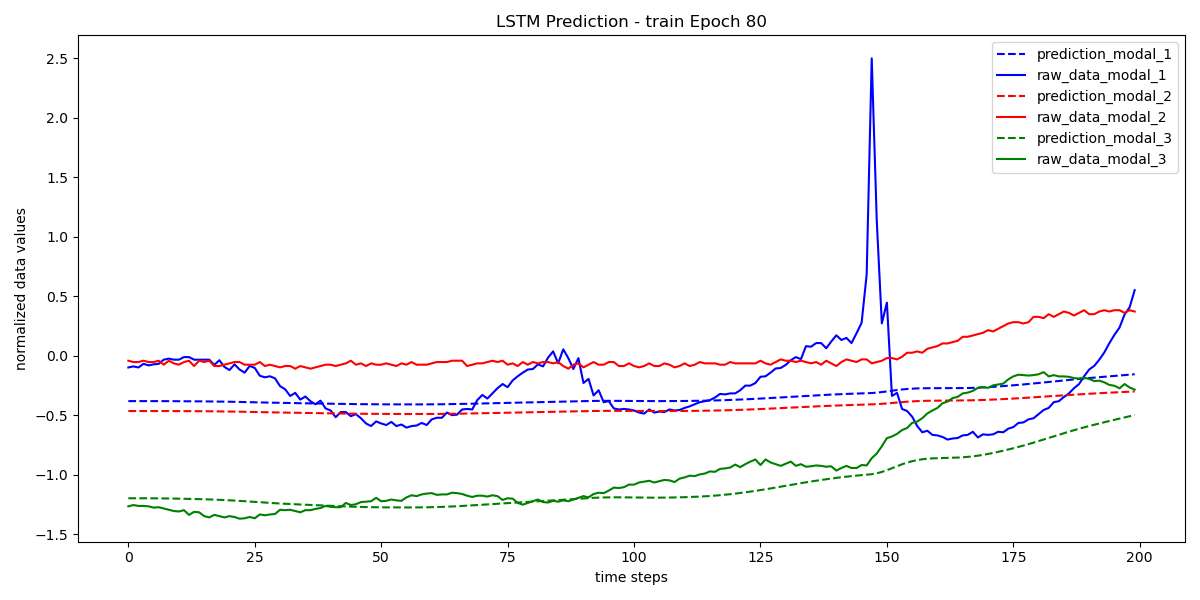 LSTM Prediction - train Epoch 80
prediction_modal_1
raw_data_modal_1
prediction_modal_2
raw_data_modal_2
prediction_modal_3
raw_data_modal_3
normalized data values
2.5
2.0
1.5
1.0
0.5
0.0
−0.5
−1.0
−1.5
0 25 50 75 100 125 150 175 200
time steps